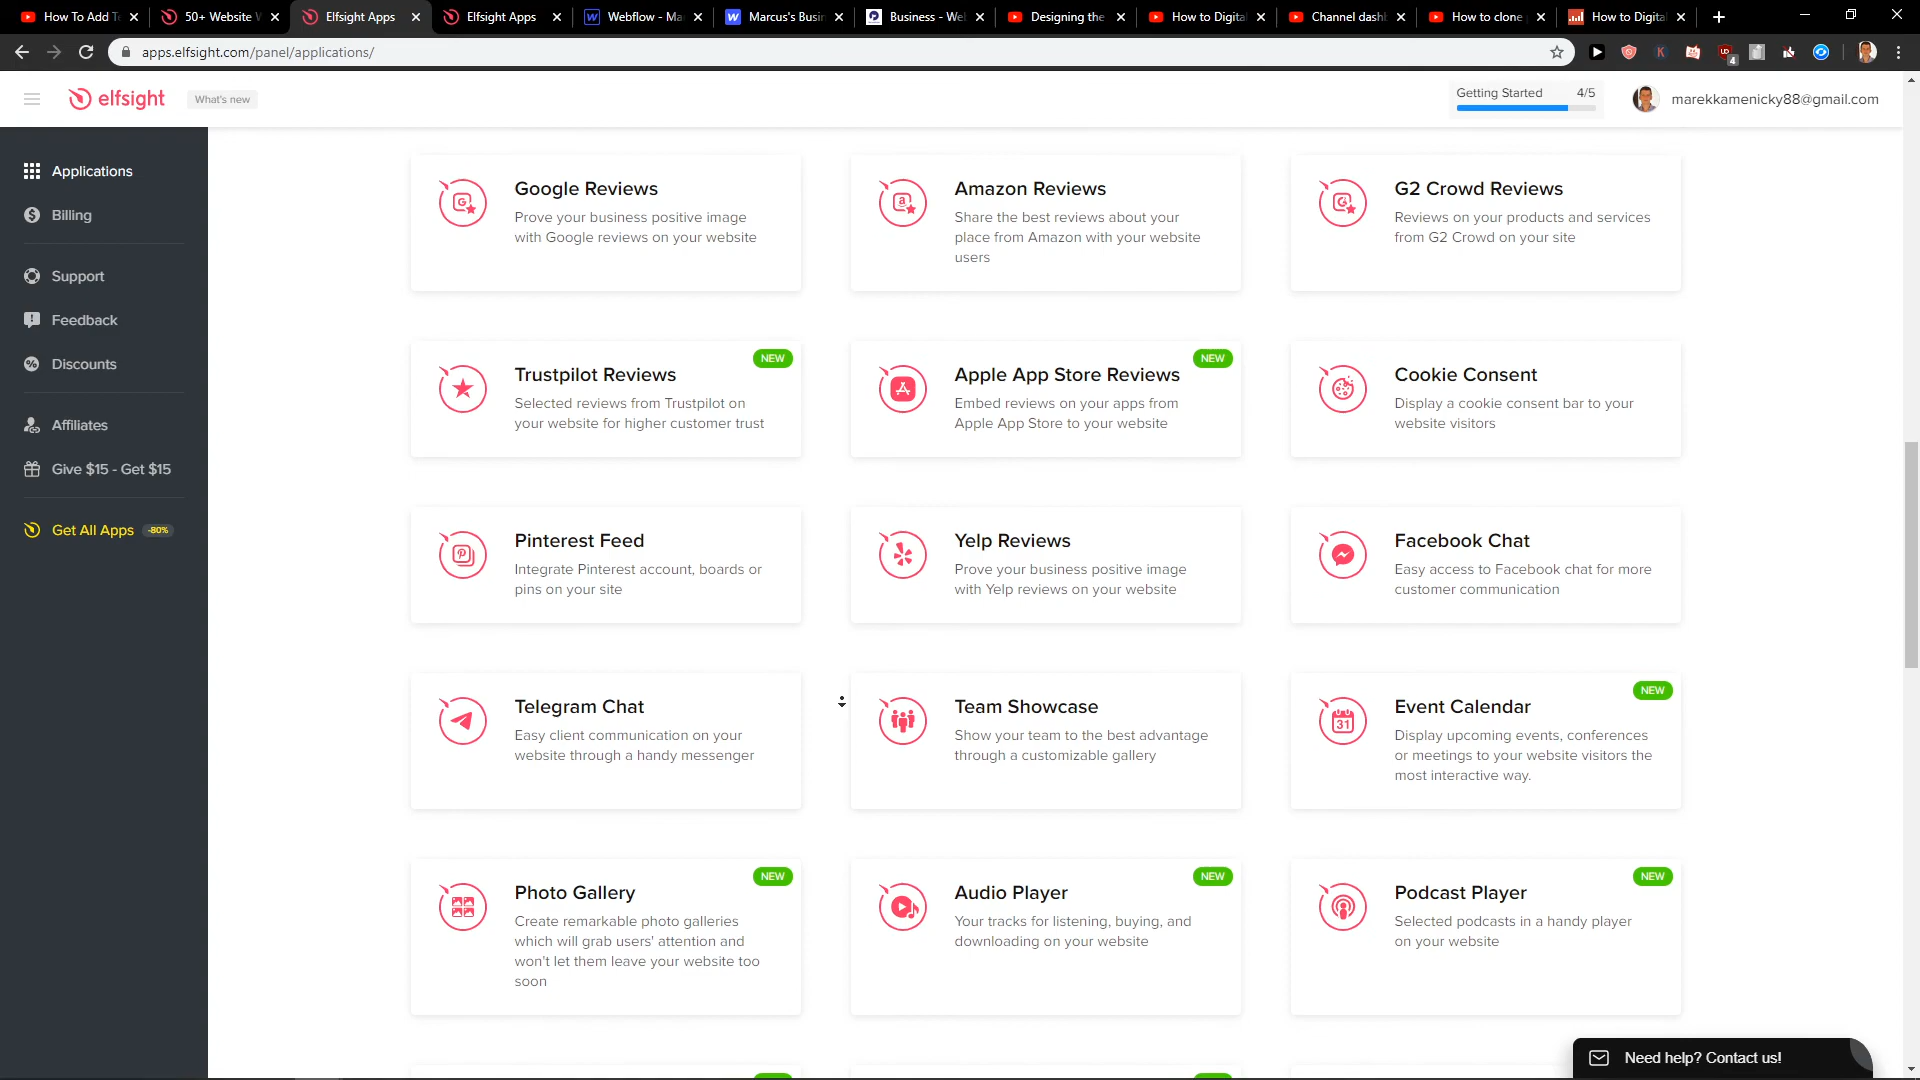 How To Add Te
50+ Website W
Elfsight Apps
Elfsight Apps
Webflow - Ma
Marcus's Busin
Business - Web
Designing the
How to Digital
Channel dashb
How to clone
How to Digital
apps.elfsight.com/panel/applications/
4
elfsight
What's new
Getting Started 4/5
marekkamenicky88@gmail.com
Applications
Billing
Support
Feedback
Discounts
Affiliates
Give $15 - Get $15
Get All Apps -80%
Google Reviews
Prove your business positive image
with Google reviews on your website
Amazon Reviews
Share the best reviews about your
place from Amazon with your website
users
G2 Crowd Reviews
Reviews on your products and services
from G2 Crowd on your site
NEW
Trustpilot Reviews
Selected reviews from Trustpilot on
your website for higher customer trust
NEW
Apple App Store Reviews
Embed reviews on your apps from
Apple App Store to your website
Cookie Consent
Display a cookie consent bar to your
website visitors
Pinterest Feed
Integrate Pinterest account, boards or
pins on your site
Yelp Reviews
Prove your business positive image
with Yelp reviews on your website
Facebook Chat
Easy access to Facebook chat for more
customer communication
Telegram Chat
Easy client communication on your
website through a handy messenger
Team Showcase
Show your team to the best advantage
through a customizable gallery
NEW
Event Calendar
Display upcoming events, conferences
or meetings to your website visitors the
most interactive way.
NEW
Photo Gallery
Create remarkable photo galleries
which will grab users' attention and
won't let them leave your website too
soon
NEW
Audio Player
Your tracks for listening, buying, and
downloading on your website
NEW
Podcast Player
Selected podcasts in a handy player
on your website
Need help? Contact us!